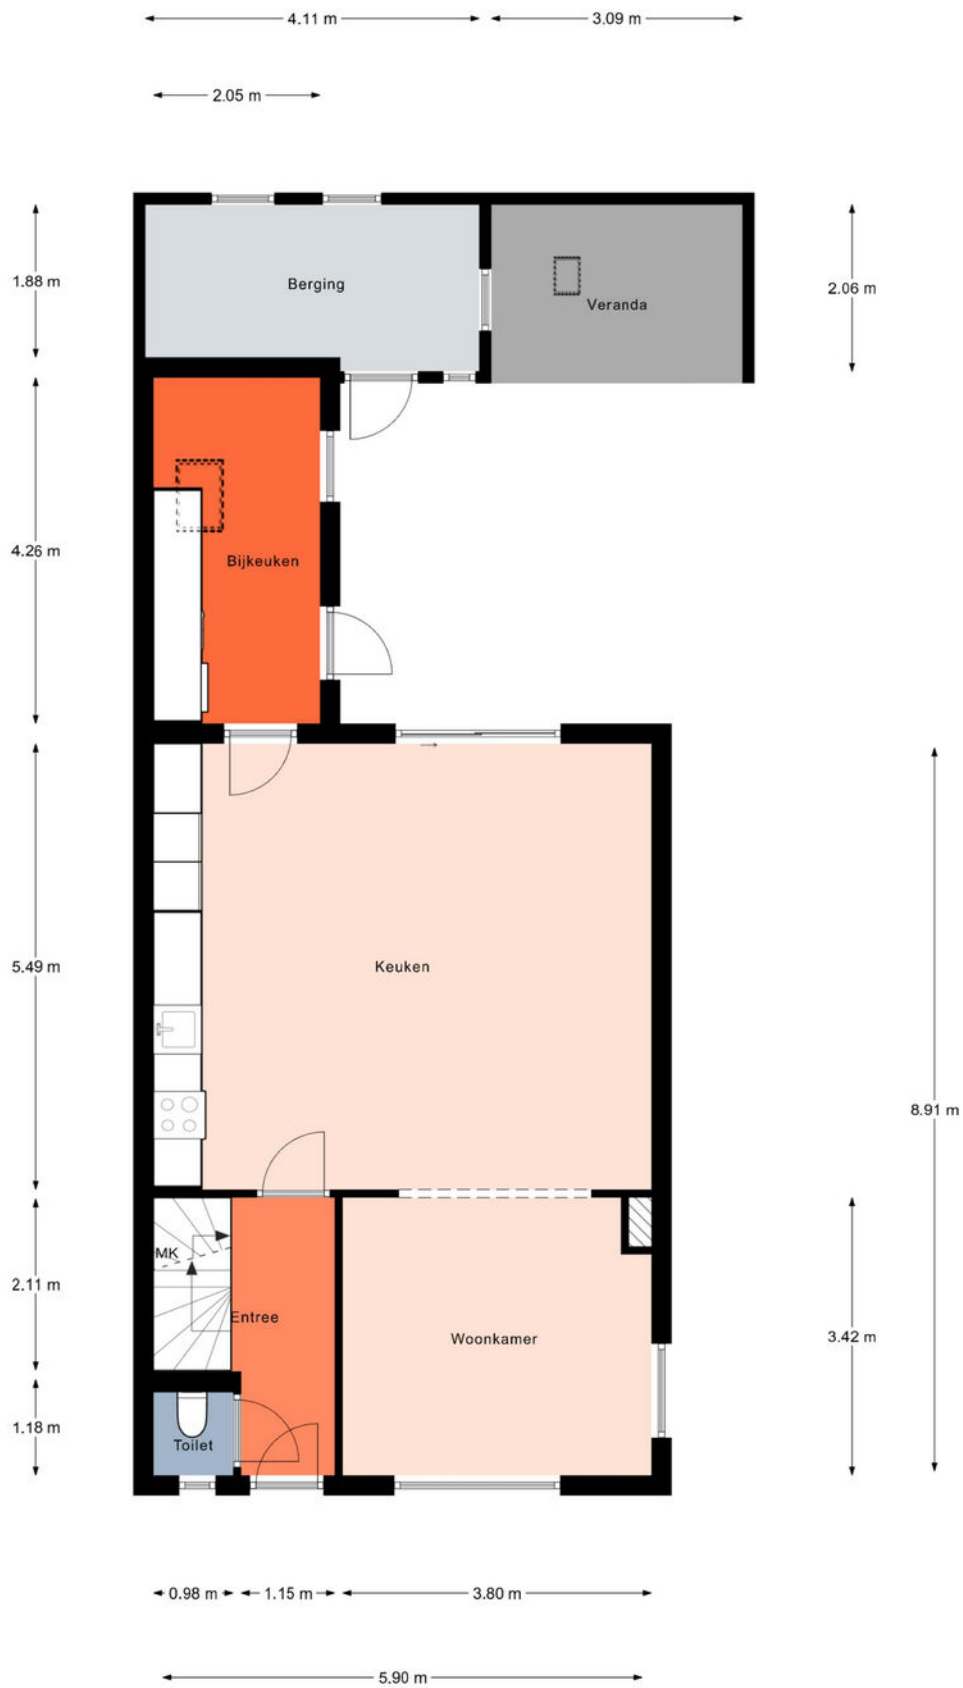 4.11 m
3.09 m
2.05 m
1.88 m
Berging
2.06 m
Veranda
4.26 m
Bijkeuken
5.49 m
Keuken
8.91 m
MK
2.11 m
Entree
Woonkamer
3.42 m
1.18 m
Toilet
0.98 m
1.15 m
3.80 m
5.90 m